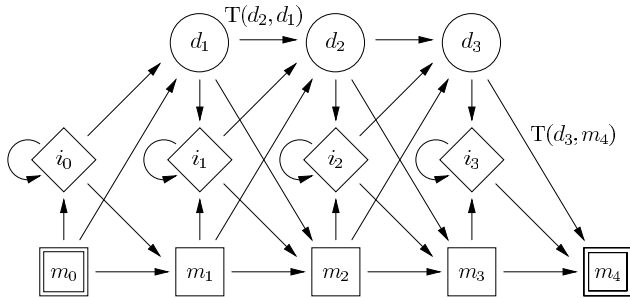 T(d₂,d₁)
d₁ d₂ d₃
T(d₃,m₄)
i₀ i₁ i₂ i₃
m₀ m₁ m₂ m₃ m₄